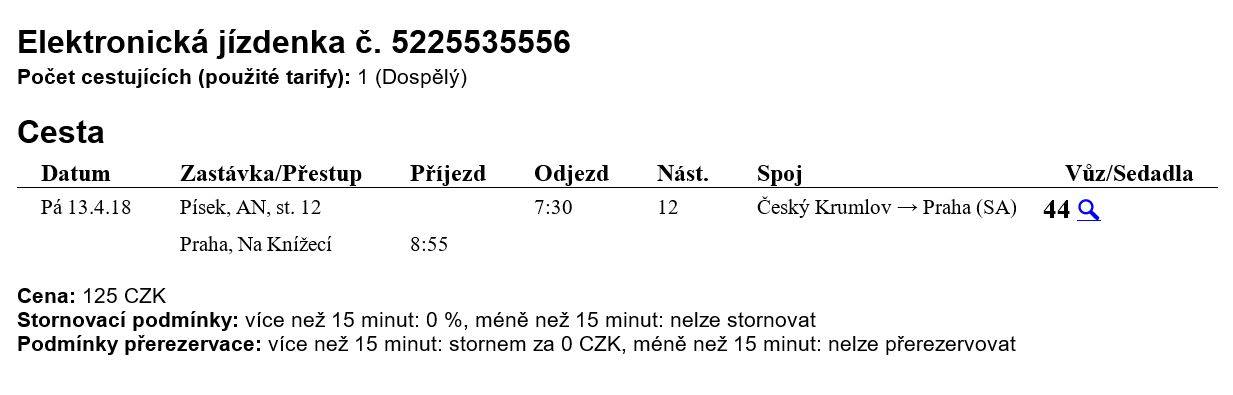 Elektronická jízdenka č. 5225535556
Počet cestujících (použité tarify): 1 (Dospělý)
Cesta
Datum Zastávka/Přestup Příjezd Odjezd Nást. Spoj Vůz/Sedadla
Pá 13.4.18 Písek, AN, st. 12 7:30 12 Český Krumlov → Praha (SA) 44
Praha, Na Knížecí 8:55
Cena: 125 CZK
Stornovací podmínky: více než 15 minut: 0 %, méně než 15 minut: nelze stornovat
Podmínky přerezervace: více než 15 minut: stornem za 0 CZK, méně než 15 minut: nelze přerezervovat